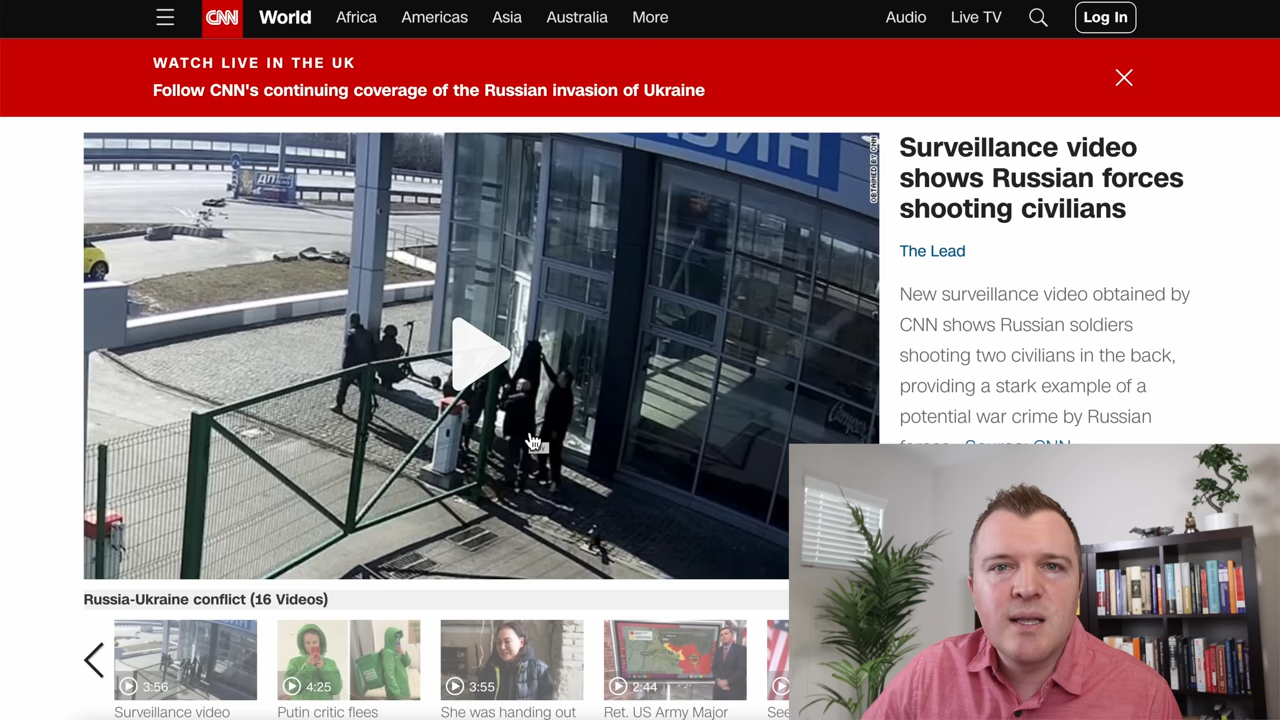 CNN World Africa Americas Asia Australia More Audio Live TV Log In
WATCH LIVE IN THE UK
Follow CNN's continuing coverage of the Russian invasion of Ukraine
OBTAINED BY CNN
Surveillance video
shows Russian forces
shooting civilians
The Lead
New surveillance video obtained by
CNN shows Russian soldiers
shooting two civilians in the back,
providing a stark example of a
potential war crime by Russian
Russia-Ukraine conflict (16 Videos)
3:56 4:25 3:55 2:44
Surveillance video
Putin critic flees
She was handing out
Ret. US Army Major